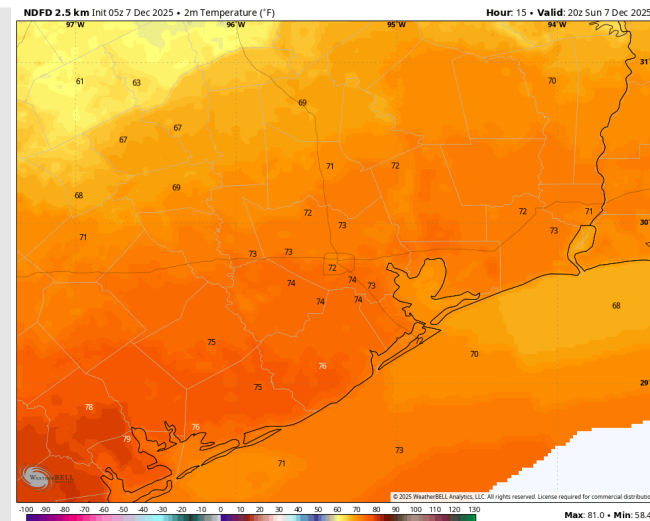 NDFD 2.5 km Init 05z 7 Dec 2025 • 2m Temperature (°F)
Hour: 15 • Valid: 20z Sun 7 Dec 2025
97°W 96°W 95°W 94°W
31°
61 63 69 70
67 67
71 72
68 69
72 73 72 71
30°
71 73 73 72 73
74 74 73
74 74
68
75 72 70
76
29°
75
78 76
79
73
71
WEATHERBELL
© 2025 WeatherBELL Analytics, LLC. All rights reserved. License required for commercial distributio
-100 -90 -80 -70 -60 -50 -40 -30 -20 -10 0 10 20 30 40 50 60 70 80 90 100 110 120 130
Max: 81.0 • Min: 58.4